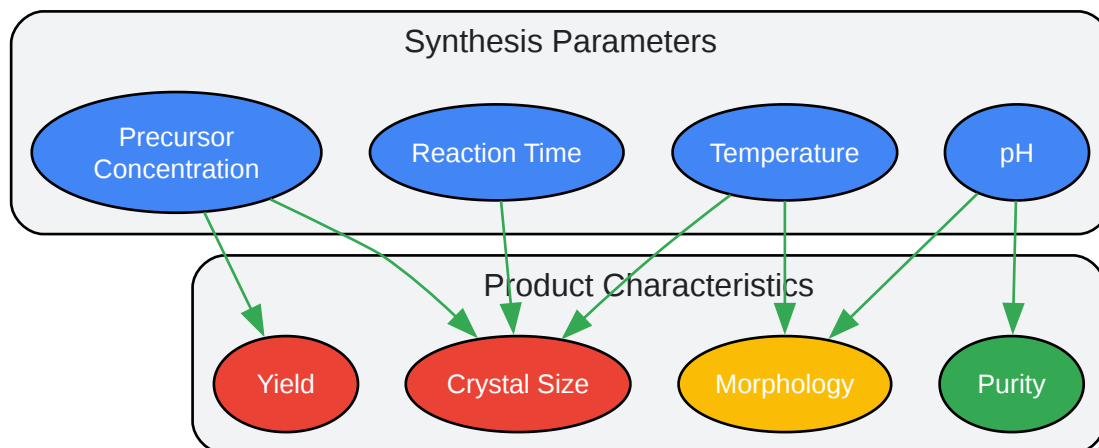 Synthesis Parameters
Precursor
Concentration
Reaction Time
Temperature
pH
Product Characteristics
Yield
Crystal Size
Morphology
Purity